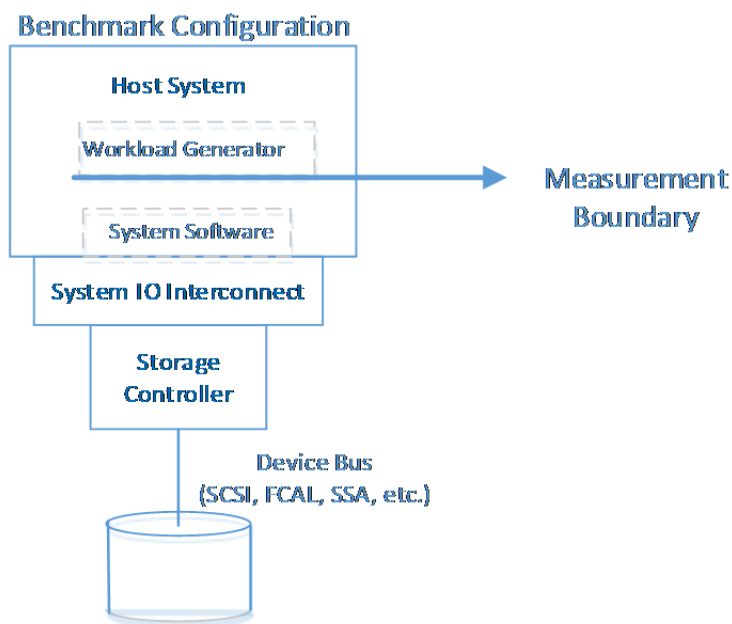 Benchmark Configuration
Host System
Workload Generator
Measurement
Boundary
System Software
System IO Interconnect
Storage
Controller
Device Bus
(SCSI, FCAL, SSA, etc.)